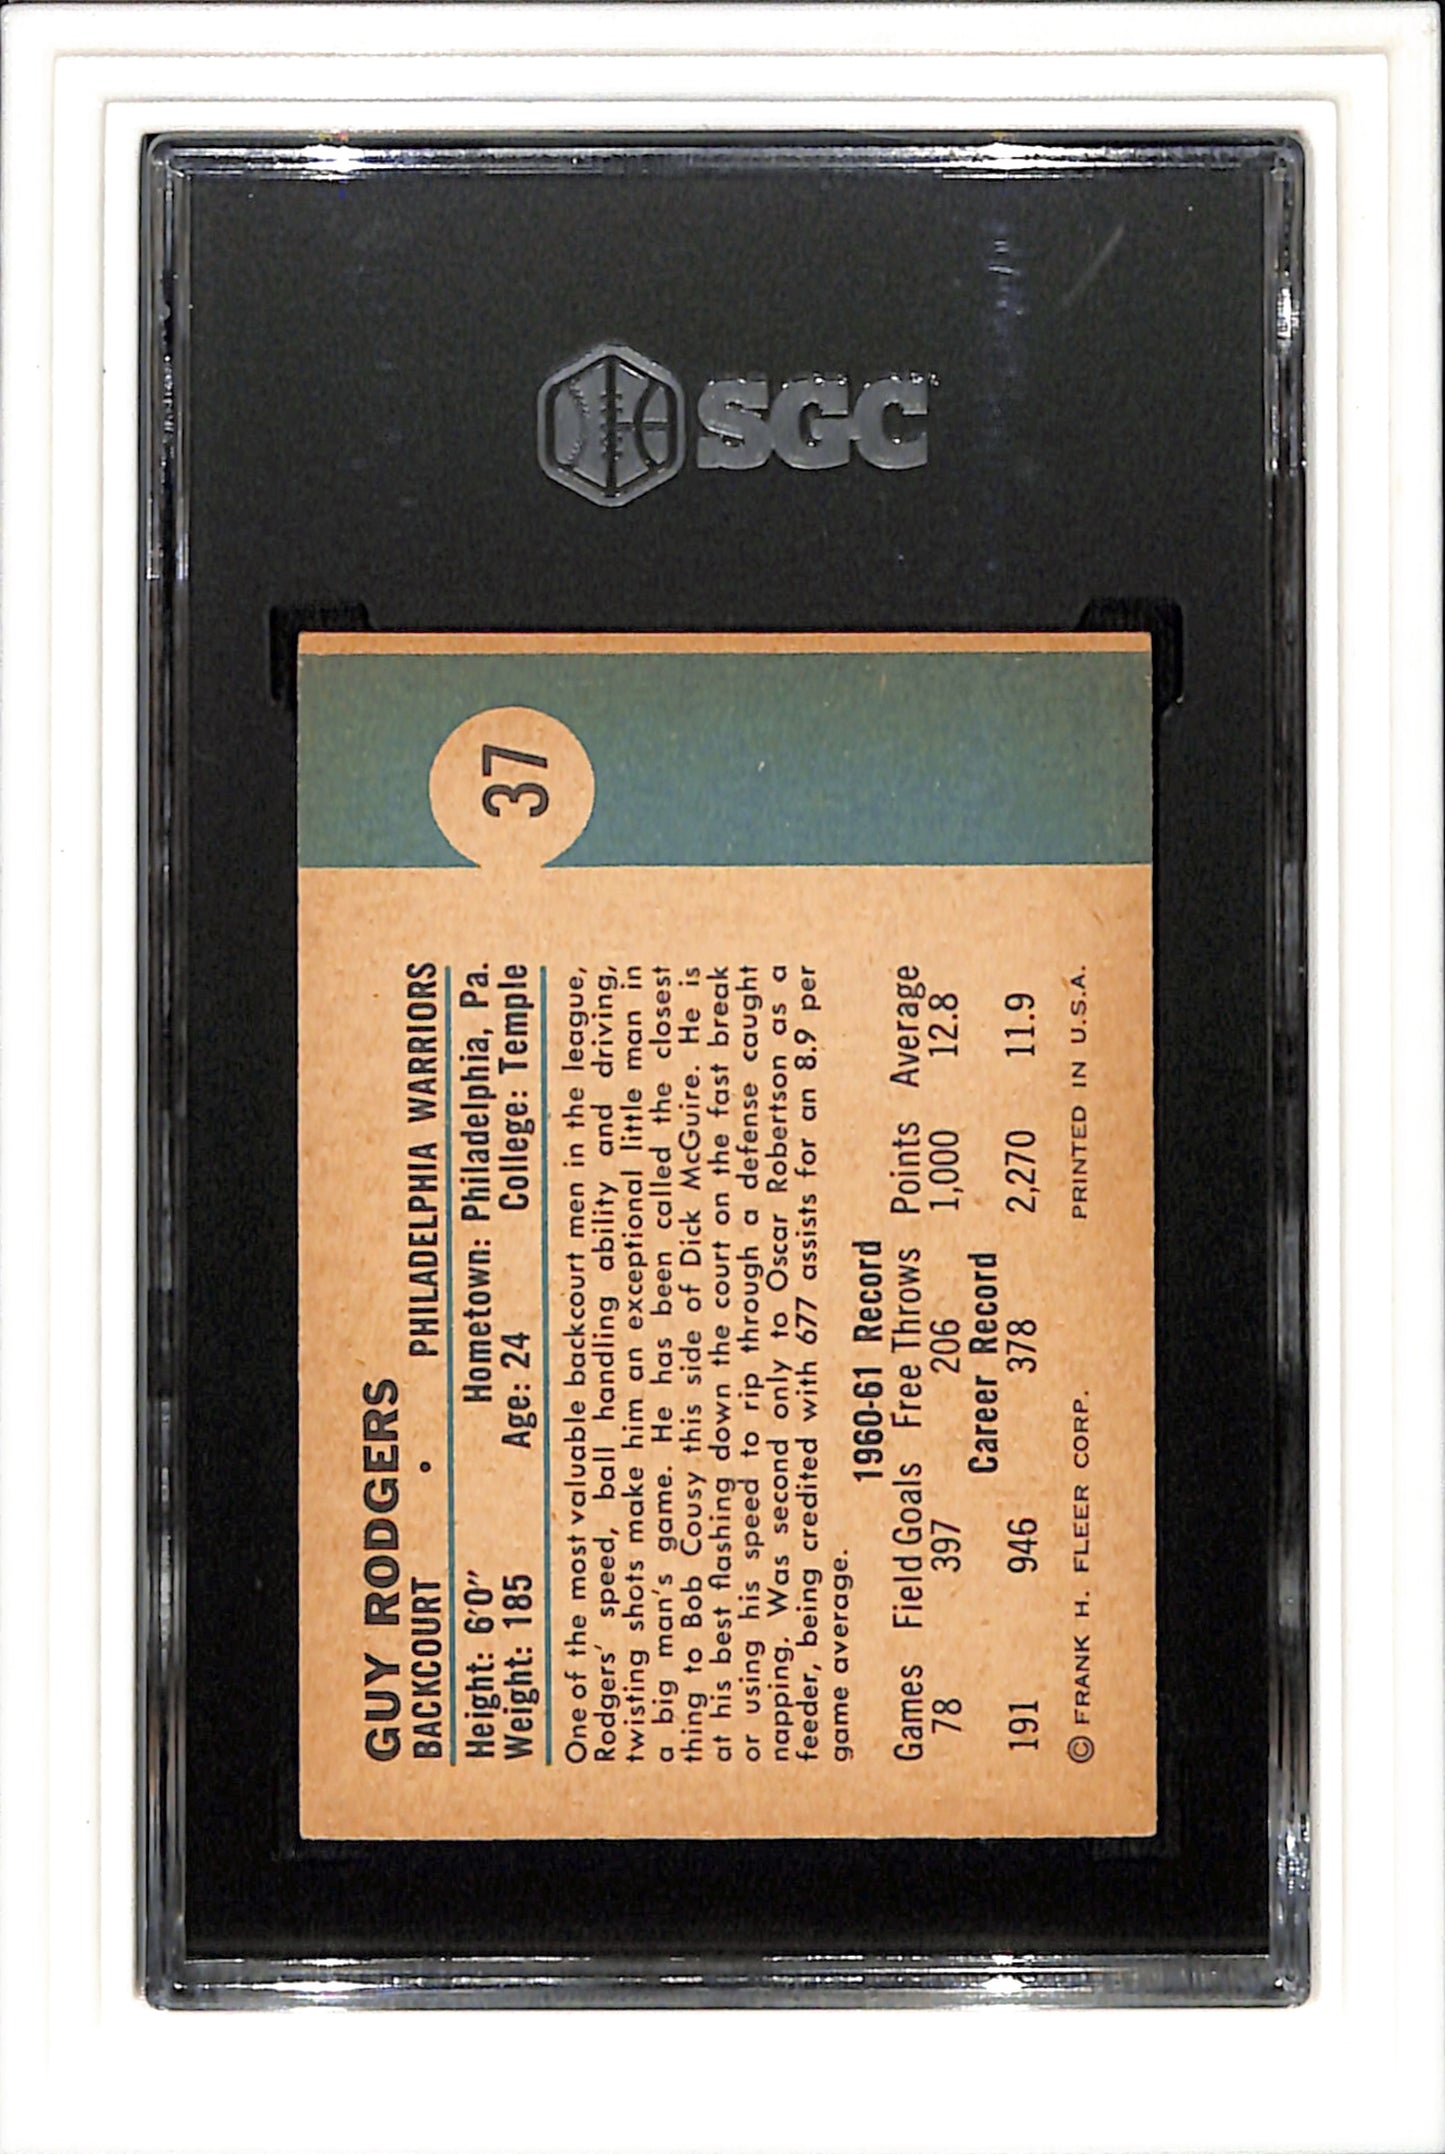 SGC
37
GUY RODGERS
BACKCOURT • PHILADELPHIA WARRIORS
Height: 6'0" Hometown: Philadelphia, Pa.
Weight: 185 Age: 24 College: Temple
One of the most valuable backcourt men in the league,
Rodgers' speed, ball handling ability and driving,
twisting shots make him an exceptional little man in
a big man's game. He has been called the closest
thing to Bob Cousy this side of Dick McGuire. He is
at his best flashing down the court on the fast break
or using his speed to rip through a defense caught
napping. Was second only to Oscar Robertson as a
feeder, being credited with 677 assists for an 8.9 per
game average.
1960-61 Record
Games Field Goals Free Throws Points Average
78 397 206 1,000 12.8
Career Record
191 946 378 2,270 11.9
© FRANK H. FLEER CORP. PRINTED IN U.S.A.